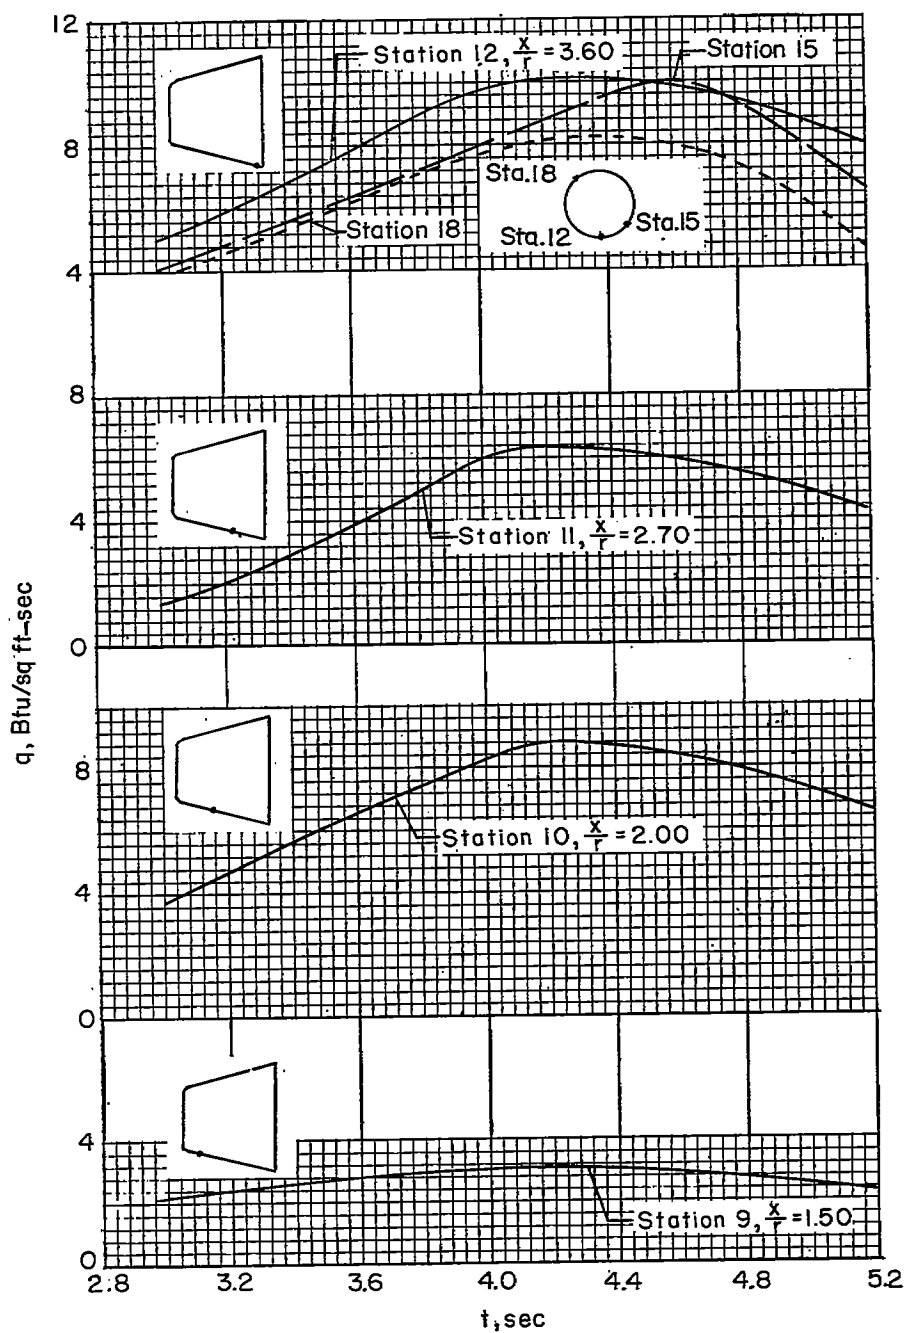 12
Station 12, x/r = 3.60
Station 15
8
Sta.18
Station 18
Sta.15
Sta.12
4
8
4
Station 11, x/r = 2.70
0
q, Btu/sq ft-sec
8
Station 10, x/r = 2.00
4
0
4
Station 9, x/r = 1.50
0
2.8 3.2 3.6 4.0 4.4 4.8 5.2
t, sec